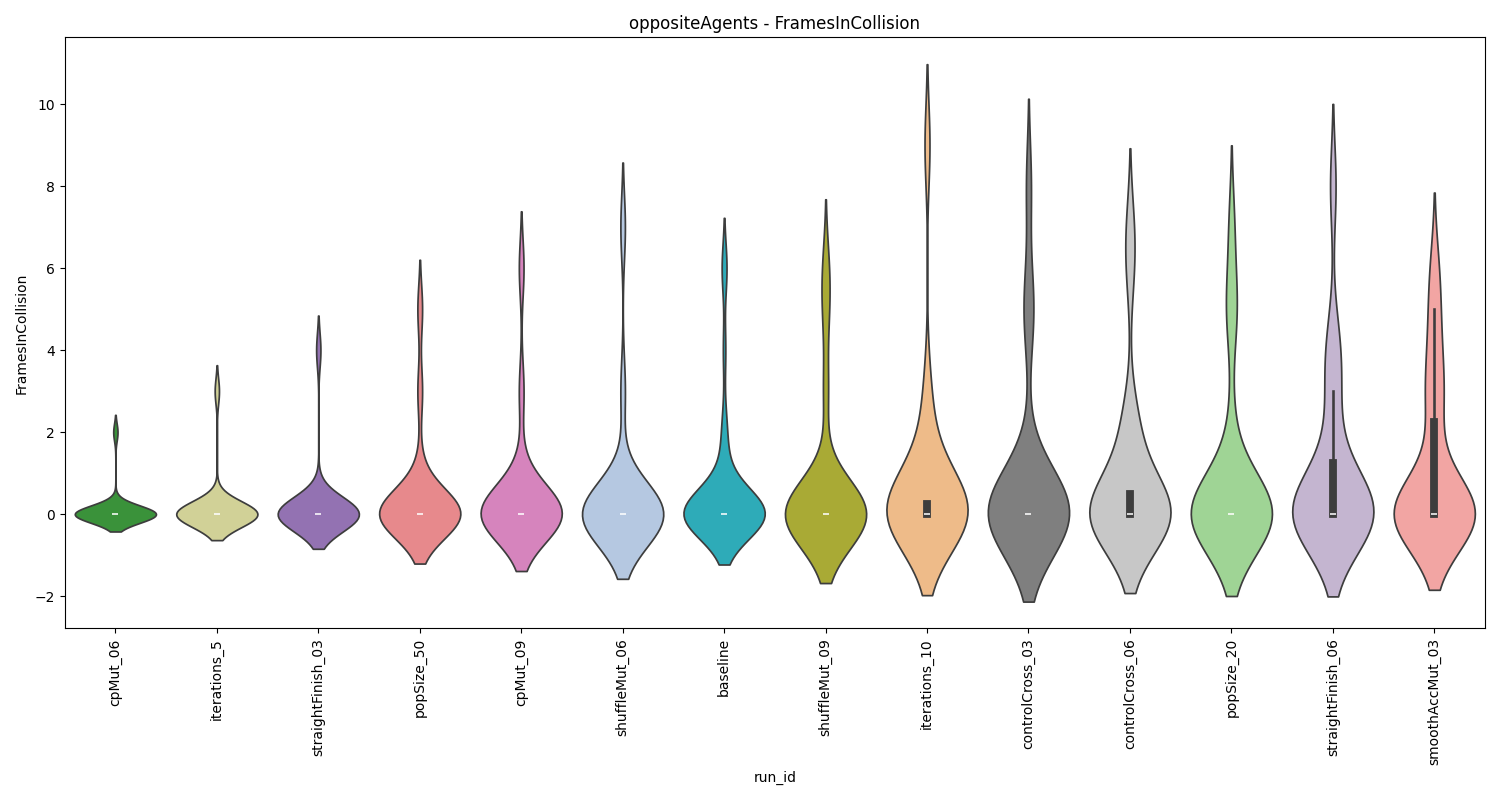 oppositeAgents - FramesInCollision
FramesInCollision
10
8
6
4
2
0
−2
cpMut_06
iterations_5
straightFinish_03
popSize_50
cpMut_09
shuffleMut_06
baseline
shuffleMut_09
iterations_10
controlCross_03
controlCross_06
popSize_20
straightFinish_06
smoothAccMut_03
run_id